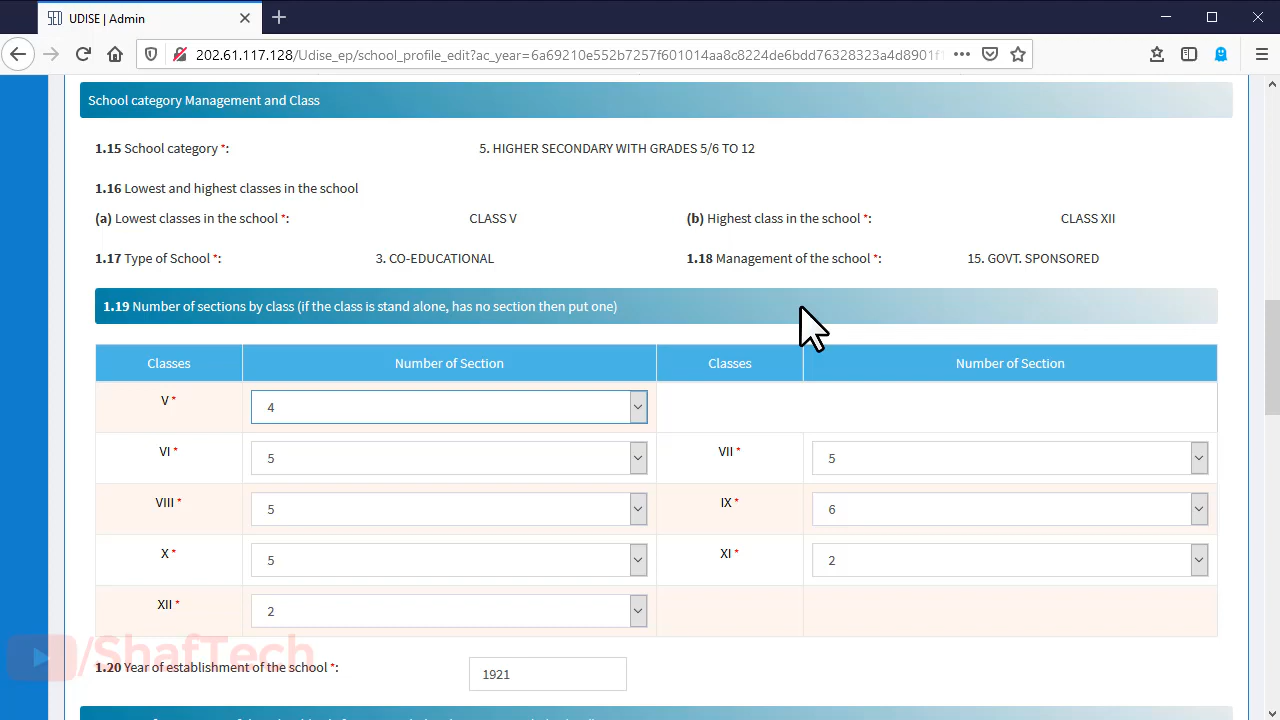 UDISE | Admin
202.61.117.128/Udise_ep/school_profile_edit?ac_year=6a69210e552b7257f601014aa8c8224de6bdd76328323a4d8901f1
School category Management and Class
1.15 School category *: 5. HIGHER SECONDARY WITH GRADES 5/6 TO 12
1.16 Lowest and highest classes in the school
(a) Lowest classes in the school *: CLASS V (b) Highest class in the school *: CLASS XII
1.17 Type of School *: 3. CO-EDUCATIONAL 1.18 Management of the school *: 15. GOVT. SPONSORED
1.19 Number of sections by class (if the class is stand alone, has no section then put one)
Classes Number of Section Classes Number of Section
V * 4
VI * 5 VII * 5
VIII * 5 IX * 6
X * 5 XI * 2
XII * 2
/ShafTech
1.20 Year of establishment of the school *: 1921